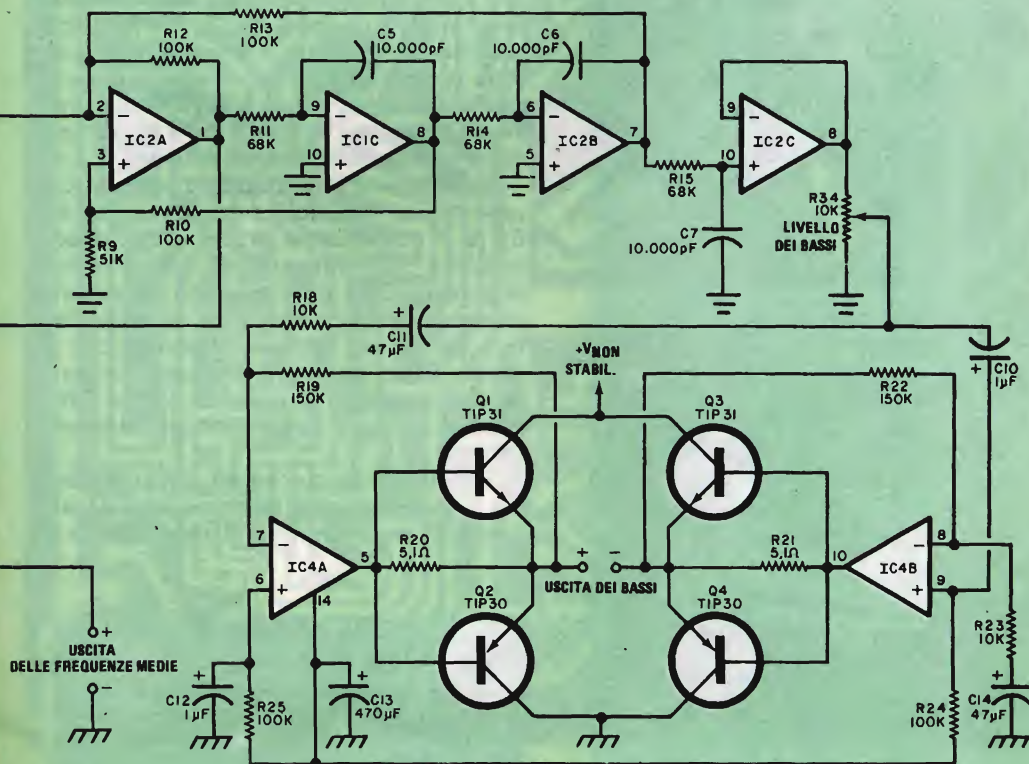 R13
100K
R12
100K
C5
10.000pF
C6
10.000pF
2
-
3
+
IC2A
1
R11
68K
9
-
10
+
IC1C
8
R14
68K
6
-
5
+
IC2B
7
R15
68K
9
-
10
+
IC2C
8
R10
100K
R9
51K
C7
10.000pF
R34
10K
LIVELLO
DEI BASSI
R18
10K
+
C11
47µF
R19
150K
+VNON
STABIL.
R22
150K
C10
1µF
+
Q1
TIP31
Q3
TIP31
7
-
6
+
IC4A
5
14
R20
5,1Ω
+ -
USCITA DEI BASSI
R21
5,1Ω
10
IC4B
8
-
9
+
Q2
TIP30
Q4
TIP30
R23
10K
+
USCITA
DELLE FREQUENZE MEDIE
-
+
C12
1µF
R25
100K
+
C13
470µF
R24
100K
+
C14
47µF